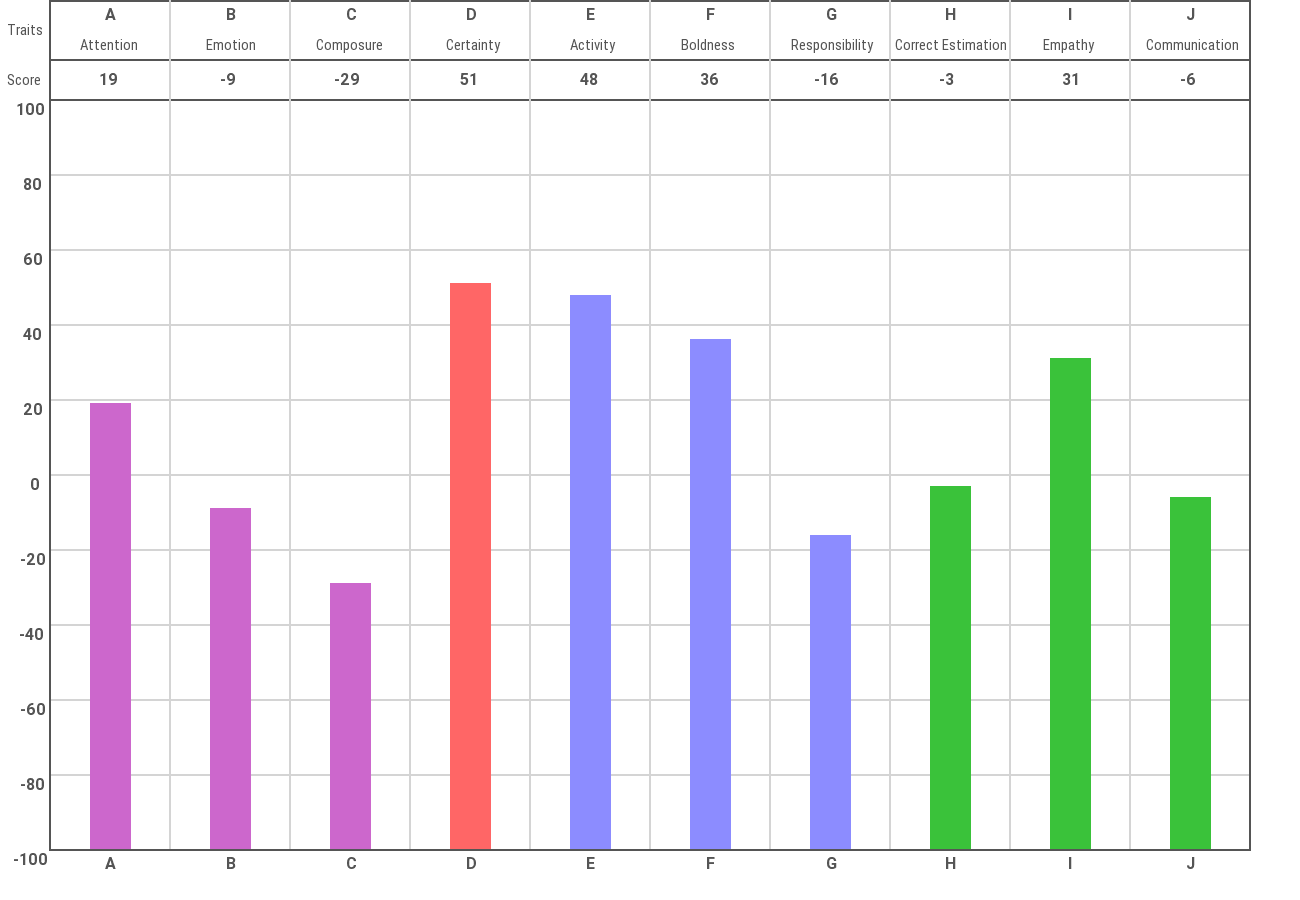 A B C D E F G H I J
Traits
Attention Emotion Composure Certainty Activity Boldness Responsibility Correct Estimation Empathy Communication
Score 19 -9 -29 51 48 36 -16 -3 31 -6
100
80
60
40
20
0
-20
-40
-60
-80
-100
A B C D E F G H I J